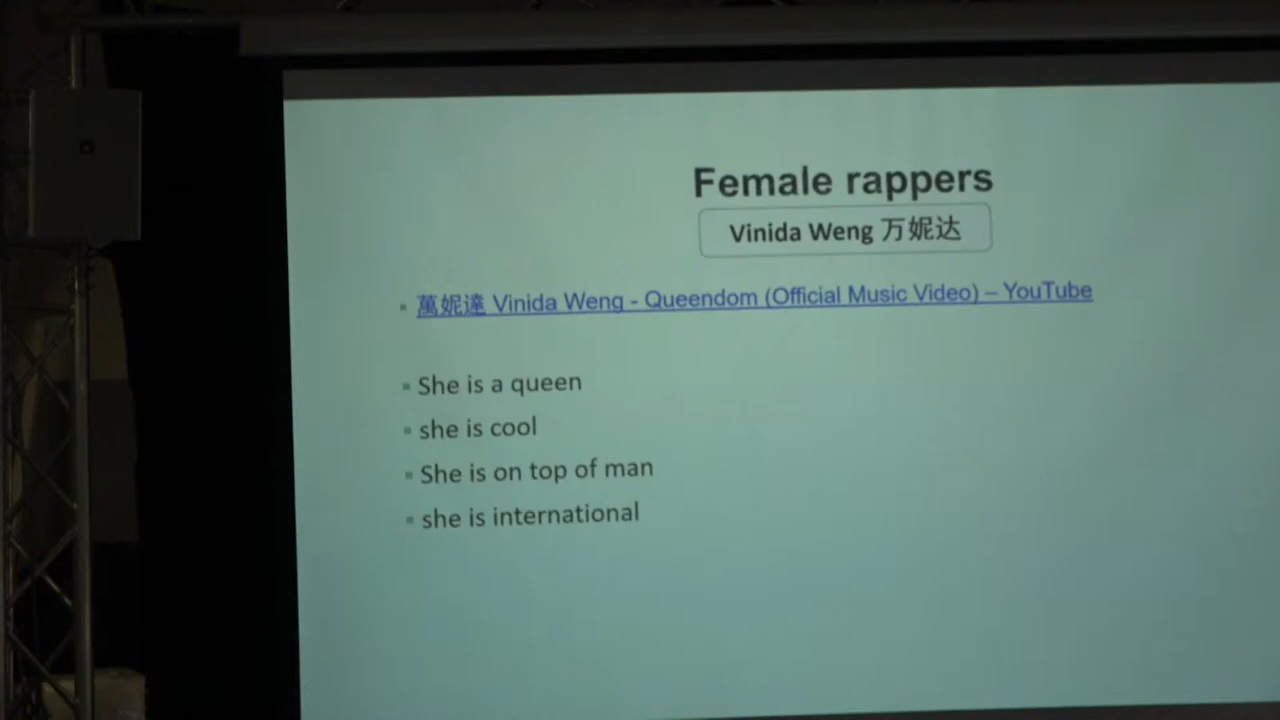 Female rappers
Vinida Weng 万妮达
萬妮達 Vinida Weng - Queendom (Official Music Video) – YouTube
She is a queen
she is cool
She is on top of man
she is international